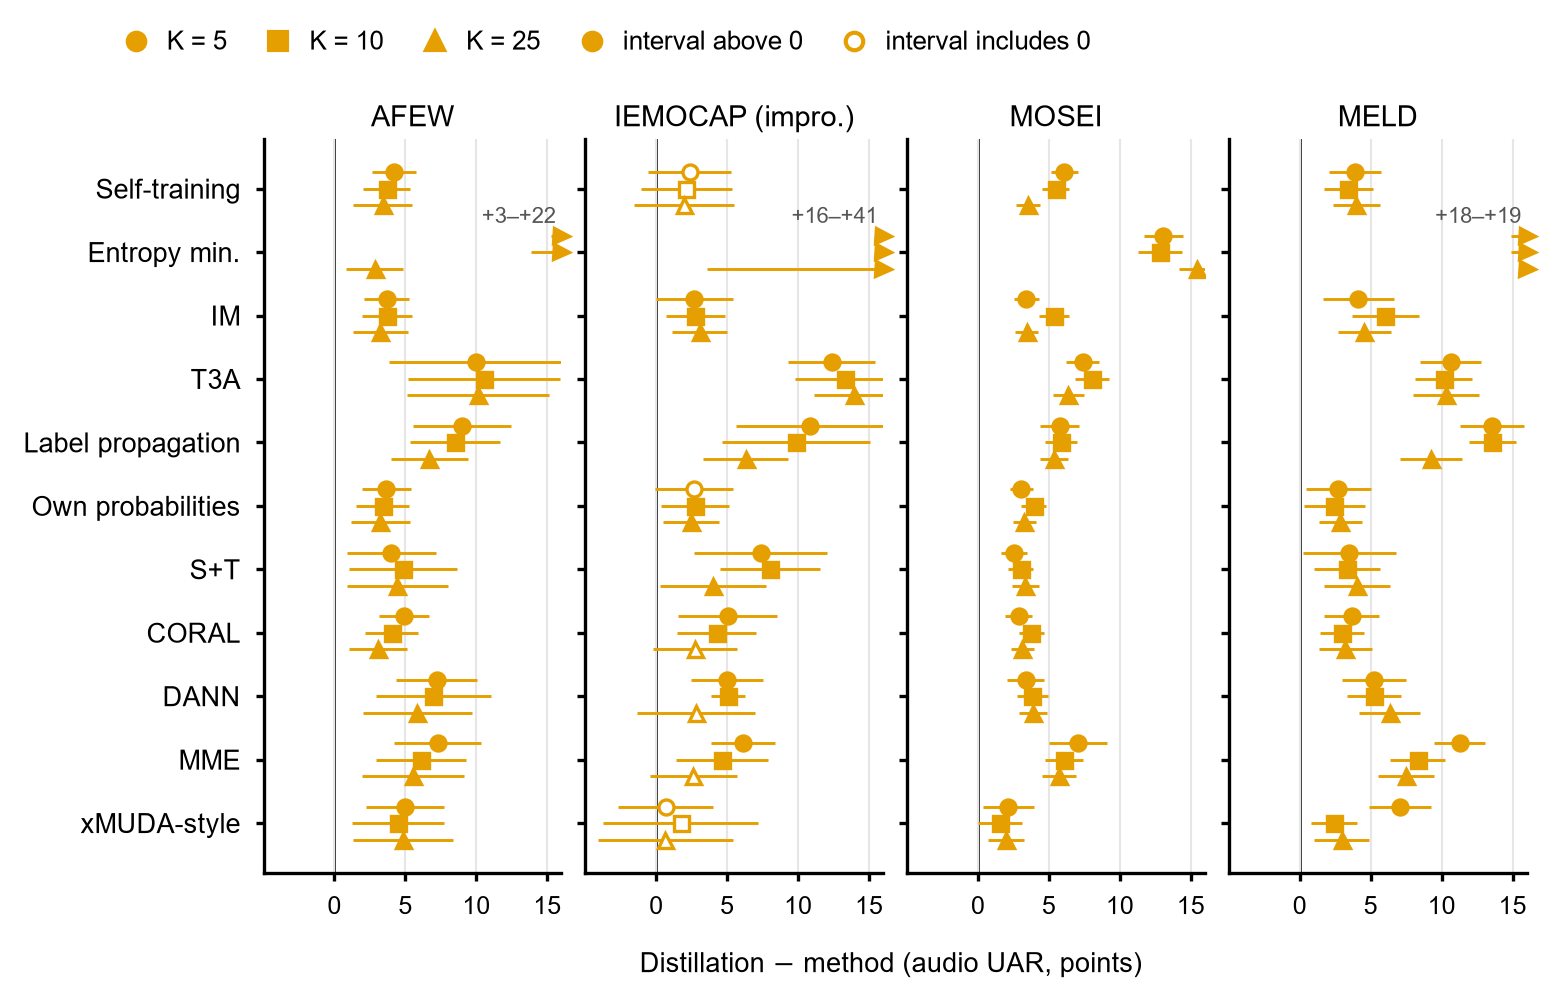 K = 5 K = 10 K = 25 interval above 0 interval includes 0
AFEW IEMOCAP (impro.) MOSEI MELD
Self-training
+3–+22 +16–+41 +18–+19
Entropy min.
IM
T3A
Label propagation
Own probabilities
S+T
CORAL
DANN
MME
xMUDA-style
0 5 10 15 0 5 10 15 0 5 10 15 0 5 10 15
Distillation − method (audio UAR, points)